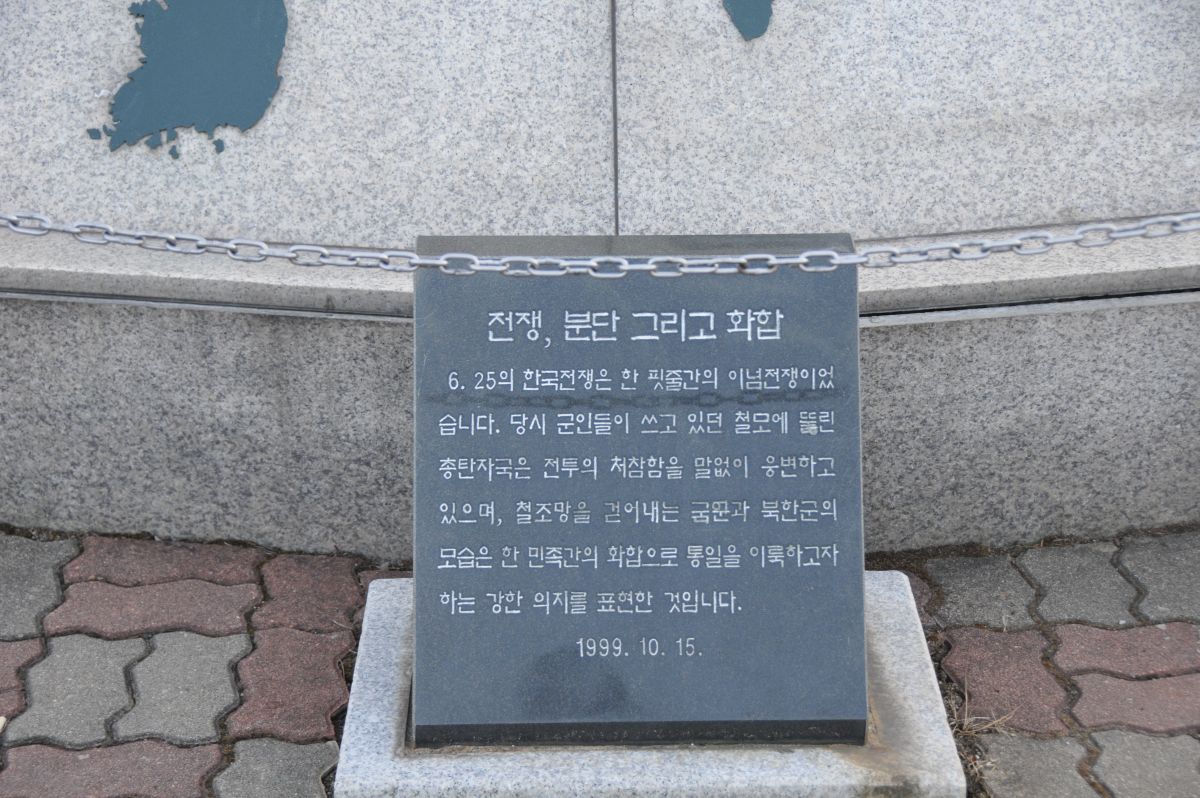 전쟁, 분단 그리고 화합
6. 25의 한국전쟁은 한 핏줄간의 이념전쟁이었
습니다. 당시 군인들이 쓰고 있던 철모에 뚫린
총탄자국은 전투의 처참함을 말없이 웅변하고
있으며, 철조망을 걷어내는 국군과 북한군의
모습은 한 민족간의 화합으로 통일을 이룩하고자
하는 강한 의지를 표현한 것입니다.
1999. 10. 15.